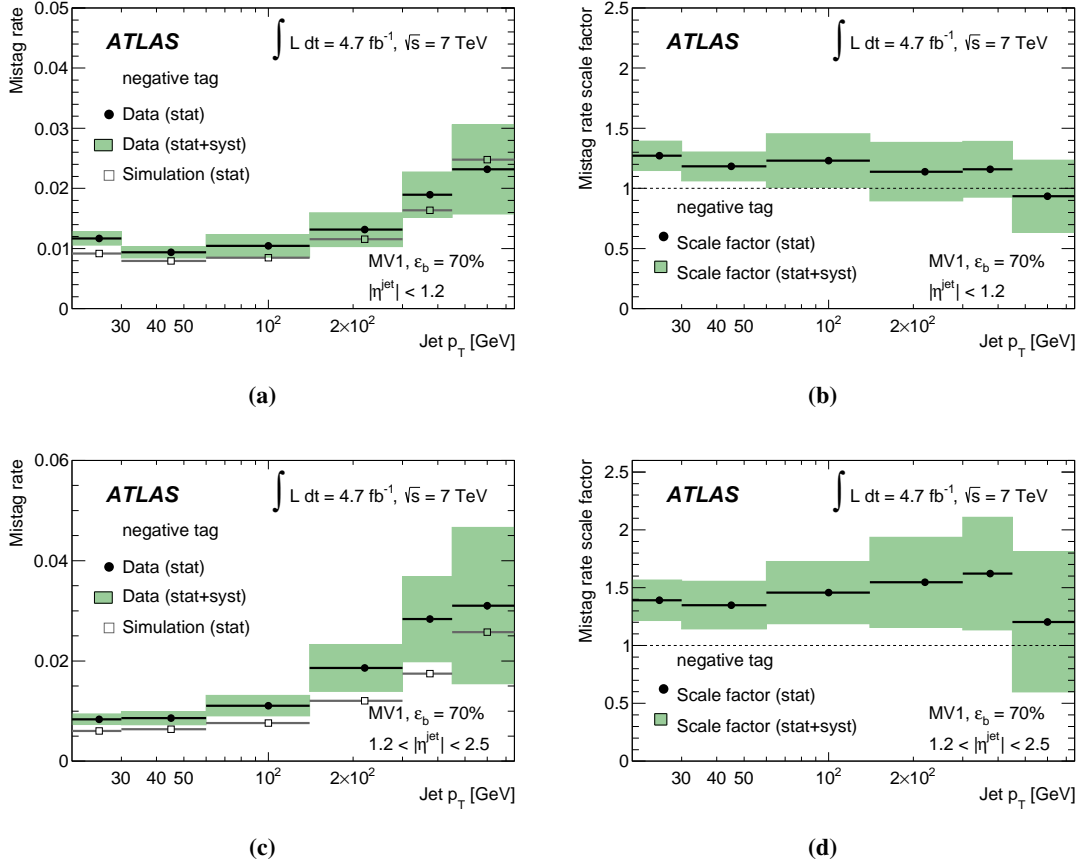 Mistag rate
0.05
0.04
0.03
0.02
0.01
0
ATLAS
∫ L dt = 4.7 fb⁻¹, √s = 7 TeV
negative tag
Data (stat)
Data (stat+syst)
Simulation (stat)
MV1, ε_b = 70%
|η^jet| < 1.2
30 40 50 10² 2×10²
Jet p_T [GeV]
(a)
Mistag rate scale factor
2.5
2
1.5
1
0.5
0
ATLAS
∫ L dt = 4.7 fb⁻¹, √s = 7 TeV
negative tag
Scale factor (stat)
Scale factor (stat+syst)
MV1, ε_b = 70%
|η^jet| < 1.2
30 40 50 10² 2×10²
Jet p_T [GeV]
(b)
Mistag rate
0.06
0.04
0.02
0
ATLAS
∫ L dt = 4.7 fb⁻¹, √s = 7 TeV
negative tag
Data (stat)
Data (stat+syst)
Simulation (stat)
MV1, ε_b = 70%
1.2 < |η^jet| < 2.5
30 40 50 10² 2×10²
Jet p_T [GeV]
(c)
Mistag rate scale factor
2.5
2
1.5
1
0.5
0
ATLAS
∫ L dt = 4.7 fb⁻¹, √s = 7 TeV
negative tag
Scale factor (stat)
Scale factor (stat+syst)
MV1, ε_b = 70%
1.2 < |η^jet| < 2.5
30 40 50 10² 2×10²
Jet p_T [GeV]
(d)